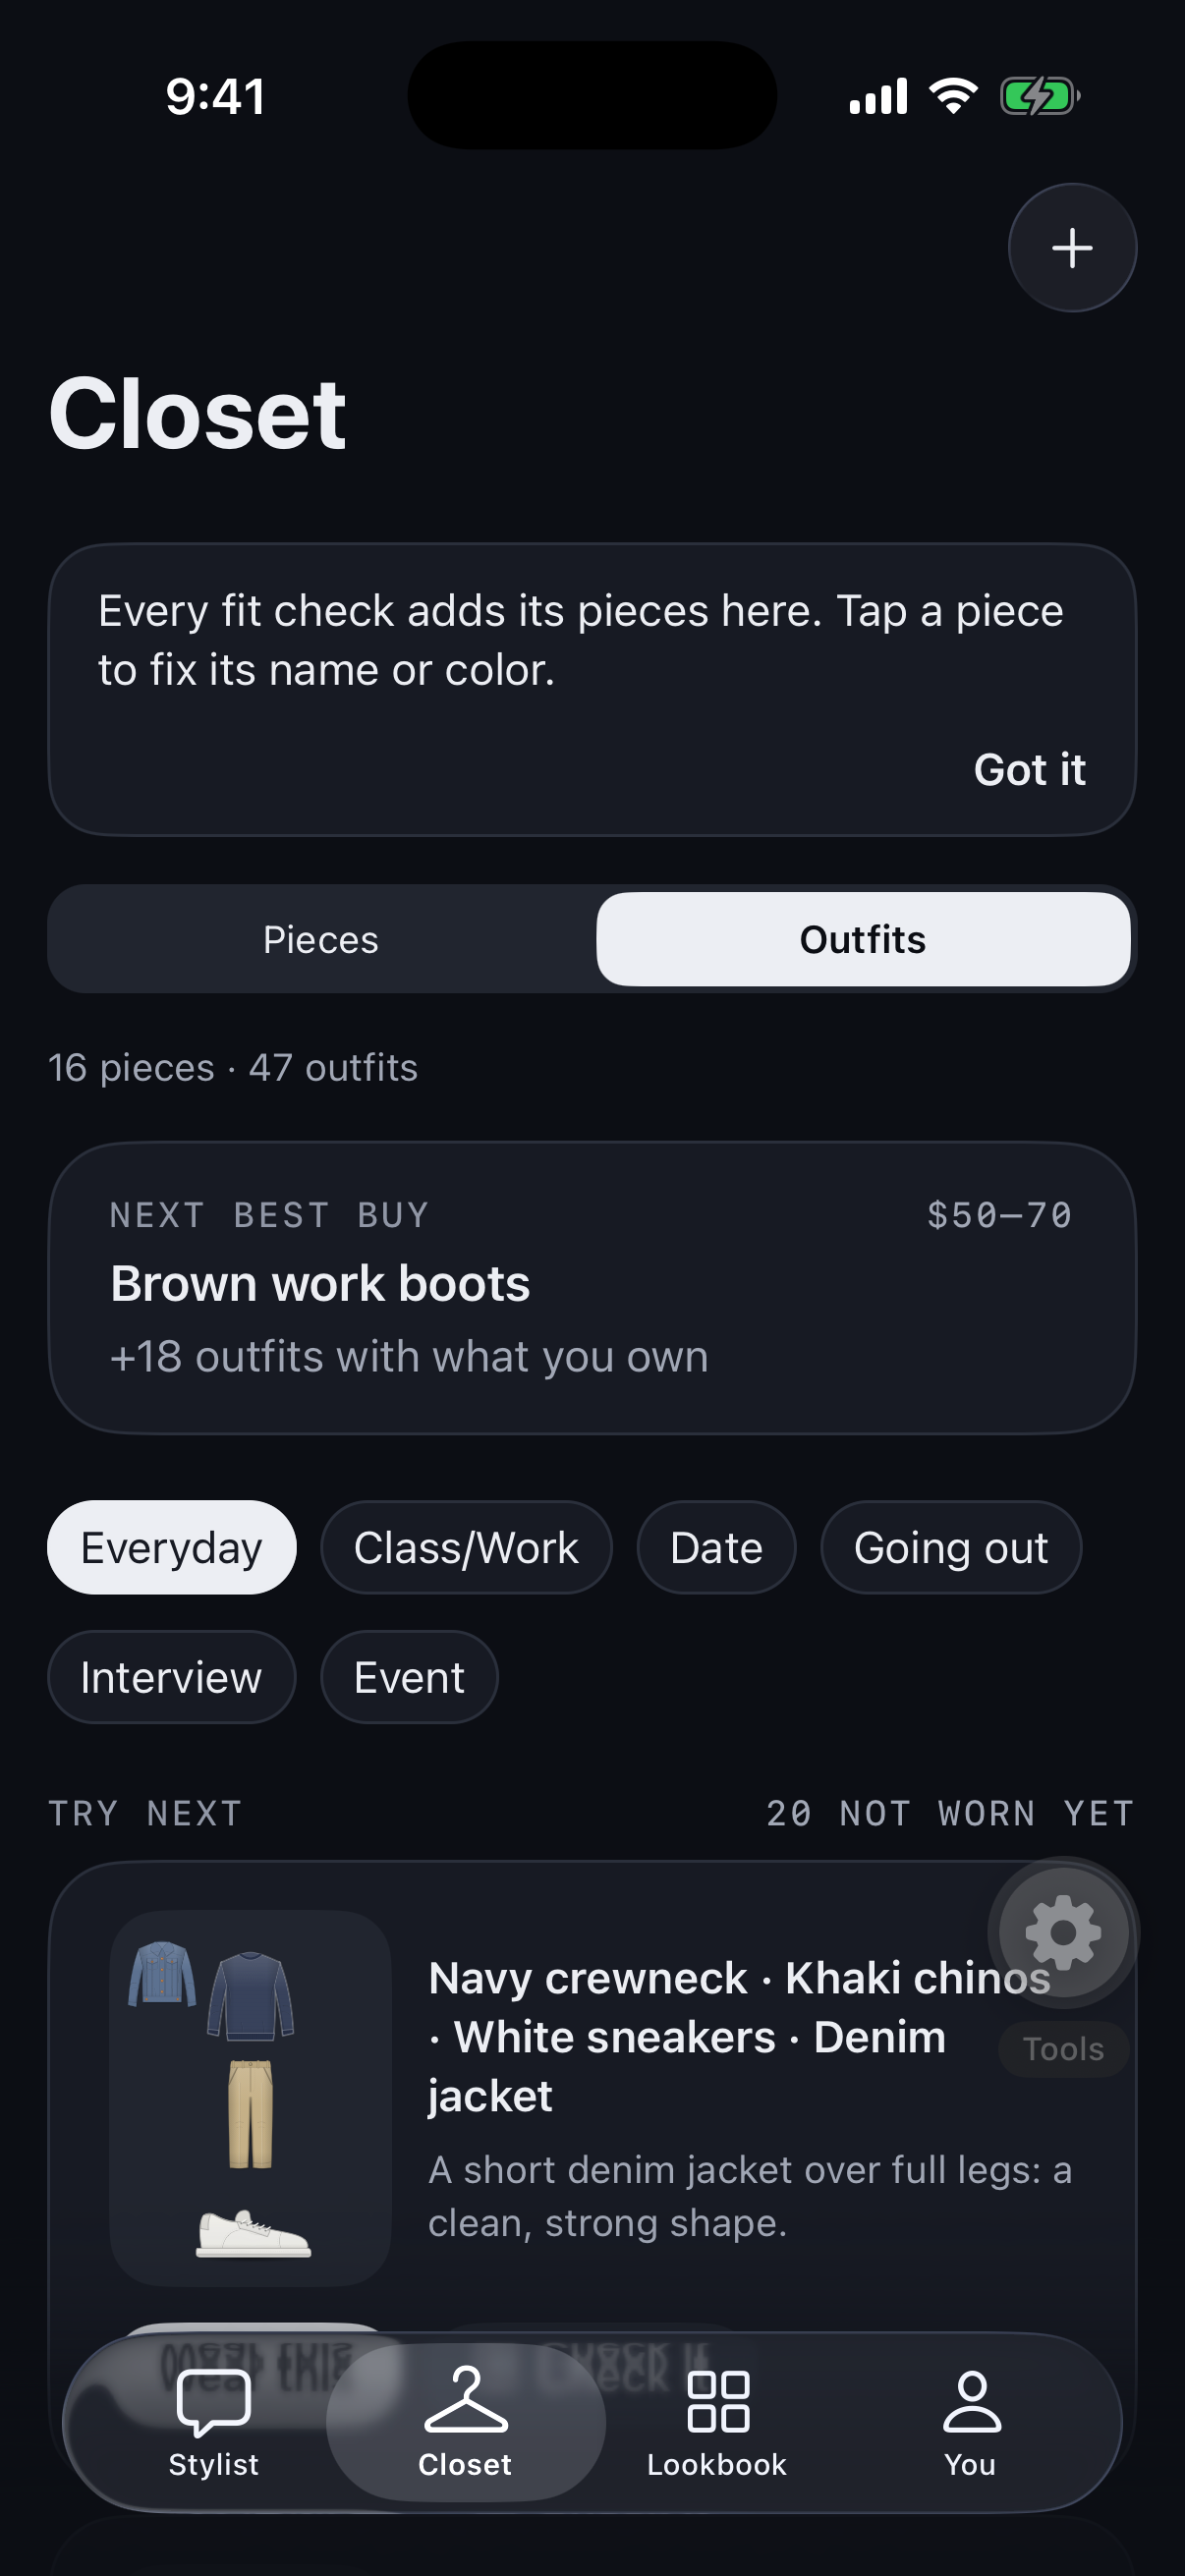 9:41
Closet
Every fit check adds its pieces here. Tap a piece
to fix its name or color.
Got it
Pieces
Outfits
16 pieces · 47 outfits
NEXT BEST BUY
$50–70
Brown work boots
+18 outfits with what you own
Everyday
Class/Work
Date
Going out
Interview
Event
TRY NEXT
20 NOT WORN YET
Navy crewneck · Khaki chinos
· White sneakers · Denim
jacket
Tools
A short denim jacket over full legs: a
clean, strong shape.
Wear this
Check it
Stylist
Closet
Lookbook
You